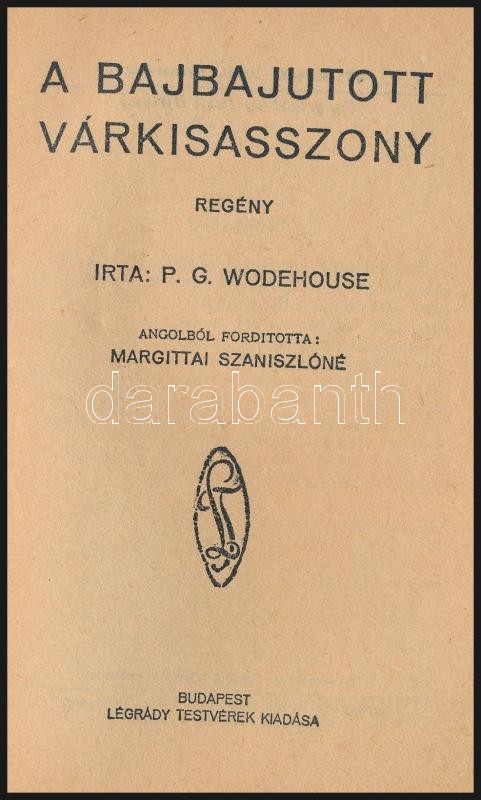 A BAJBAJUTOTT
VÁRKISASSZONY
REGÉNY
IRTA: P. G. WODEHOUSE
ANGOLBÓL FORDITOTTA:
MARGITTAI SZANISZLÓNÉ
darabanth
BUDAPEST
LÉGRÁDY TESTVÉREK KIADÁSA